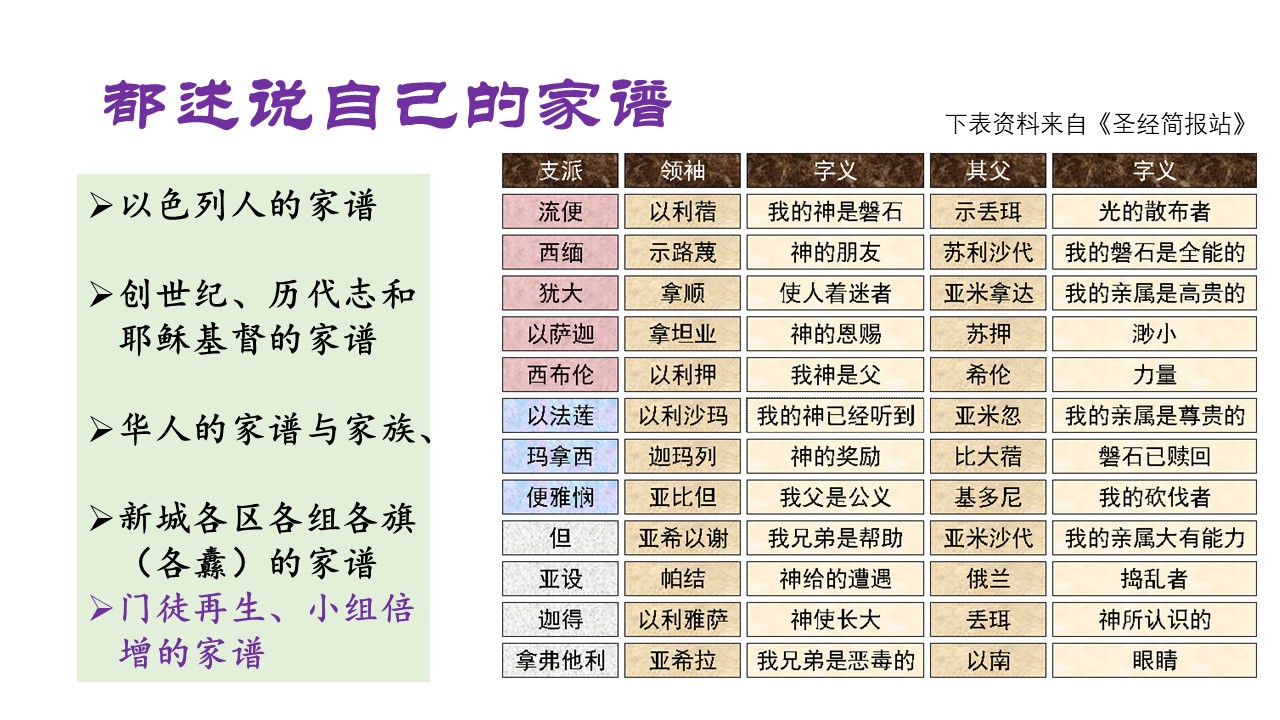 都述说自己的家谱
下表资料来自《圣经简报站》
➢以色列人的家谱
➢创世纪、历代志和
耶稣基督的家谱
➢华人的家谱与家族、
➢新城各区各组各旗
（各纛）的家谱
➢门徒再生、小组倍
增的家谱
支派 领袖 字义 其父 字义
流便 以利蓿 我的神是磐石 示丢珥 光的散布者
西缅 示路蔑 神的朋友 苏利沙代 我的磐石是全能的
犹大 拿顺 使人着迷者 亚米拿达 我的亲属是高贵的
以萨迦 拿坦业 神的恩赐 苏押 渺小
西布伦 以利押 我神是父 希伦 力量
以法莲 以利沙玛 我的神已经听到 亚米忽 我的亲属是尊贵的
玛拿西 迦玛列 神的奖励 比大蓿 磐石已赎回
便雅悯 亚比但 我父是公义 基多尼 我的砍伐者
但 亚希以谢 我兄弟是帮助 亚米沙代 我的亲属大有能力
亚设 帕结 神给的遭遇 俄兰 捣乱者
迦得 以利雅萨 神使长大 丢珥 神所认识的
拿弗他利 亚希拉 我兄弟是恶毒的 以南 眼睛